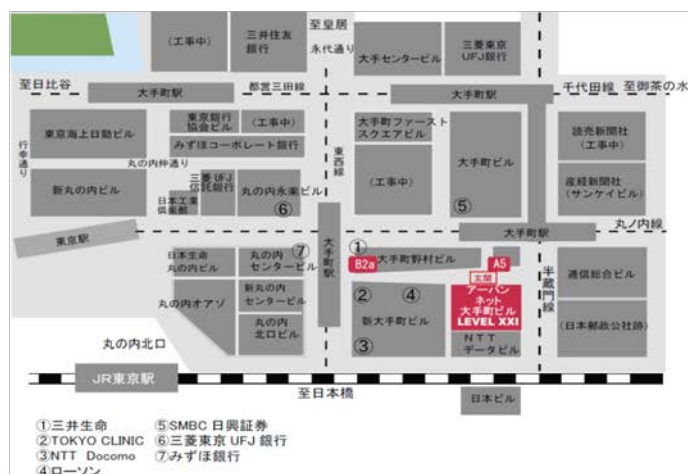 至皇居
永代通り
(工事中)
三井住友
銀行
大手センタービル
三菱東京
UFJ銀行
至日比谷
大手町駅
都営三田線
大手町駅
千代田線
至御茶の水
東京海上日動ビル
東京銀行
協会ビル
(工事中)
みずほコーポレート銀行
大手町ファースト
スクエアビル
大手町ビル
読売新聞社
(工事中)
行幸通り
丸の内仲通り
東西線
新丸の内ビル
三菱UFJ
信託銀行
日本工業
倶楽部
丸の内永楽ビル
⑥
(工事中)
⑤
産経新聞社
(サンケイビル)
丸ノ内線
東京駅
大手町駅
大手町駅
日本生命
丸の内ビル
丸の内
センタービル
⑦
①
B2a
大手町野村ビル
A5
玄関
半蔵門線
逓信総合ビル
丸の内オアゾ
新丸の内
センタービル
丸の内
北口ビル
②
④
新大手町ビル
③
アーバン
ネット
大手町ビル
LEVEL XXI
NTT
データビル
(日本郵政公社跡)
丸の内北口
JR東京駅
至日本橋
日本ビル
①三井生命
②TOKYO CLINIC
③NTT Docomo
④ローソン
⑤SMBC日興証券
⑥三菱東京UFJ銀行
⑦みずほ銀行